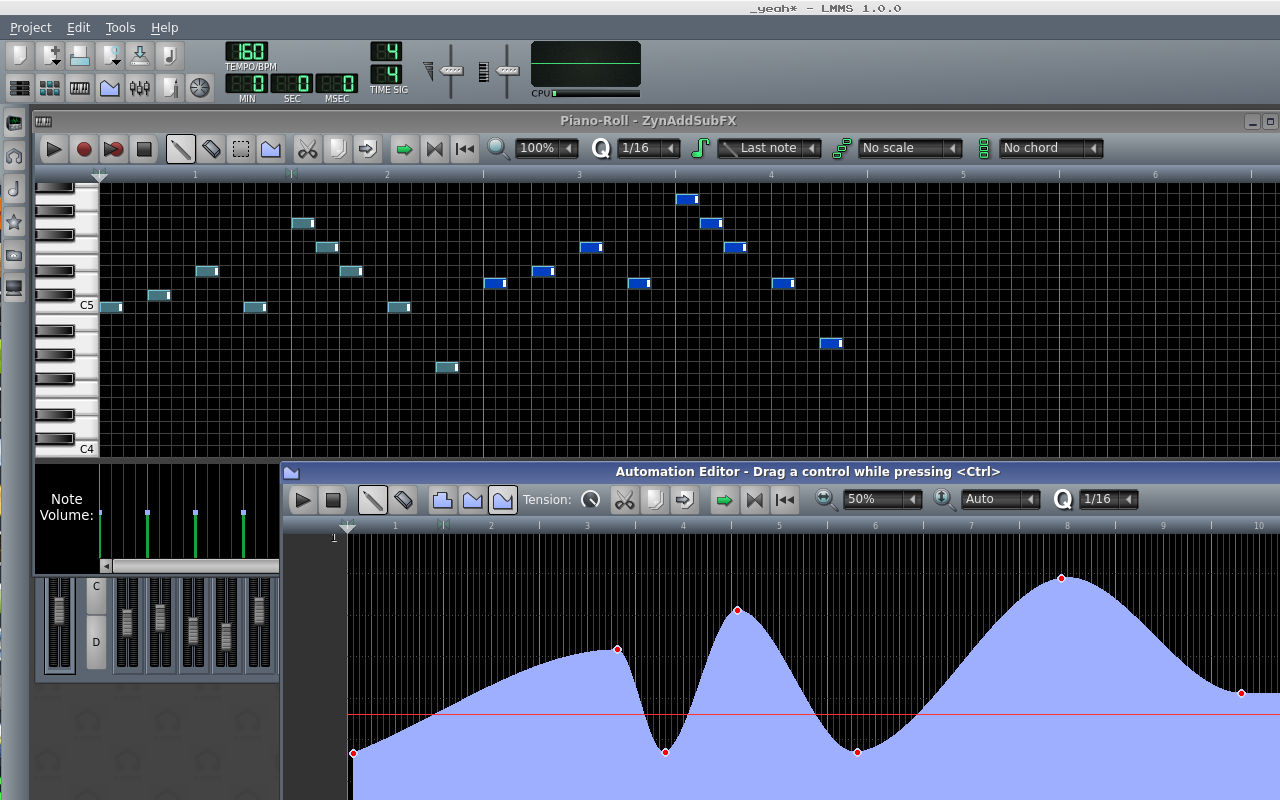 _yeah* - LMMS 1.0.0
Project Edit Tools Help
160
TEMPO/BPM
0 0 0
MIN SEC MSEC
4
4
TIME SIG
CPU
Piano-Roll - ZynAddSubFX
100% Q 1/16 Last note No scale No chord
1 2 3 4 5 6
C5
C4
Note
Volume:
Automation Editor - Drag a control while pressing <Ctrl>
Tension: 50% Auto Q 1/16
1 2 3 4 5 6 7 8 9 10
1
C
D